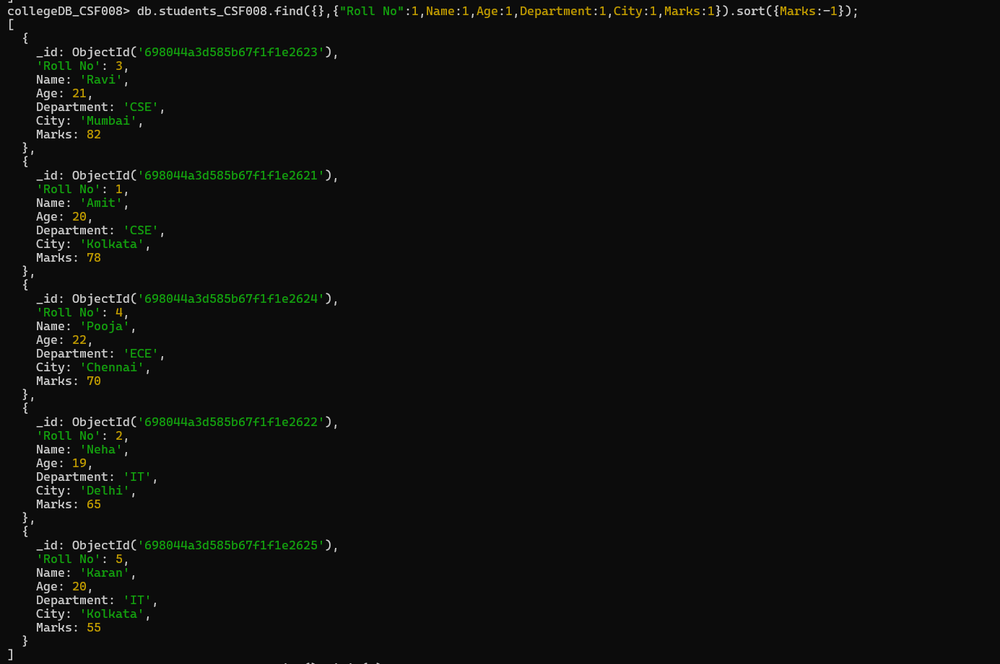 collegeDB_CSF008> db.students_CSF008.find({},{"Roll No":1,Name:1,Age:1,Department:1,City:1,Marks:1}).sort({Marks:-1});
[
  {
    _id: ObjectId('698044a3d585b67f1f1e2623'),
    'Roll No': 3,
    Name: 'Ravi',
    Age: 21,
    Department: 'CSE',
    City: 'Mumbai',
    Marks: 82
  },
  {
    _id: ObjectId('698044a3d585b67f1f1e2621'),
    'Roll No': 1,
    Name: 'Amit',
    Age: 20,
    Department: 'CSE',
    City: 'Kolkata',
    Marks: 78
  },
  {
    _id: ObjectId('698044a3d585b67f1f1e2624'),
    'Roll No': 4,
    Name: 'Pooja',
    Age: 22,
    Department: 'ECE',
    City: 'Chennai',
    Marks: 70
  },
  {
    _id: ObjectId('698044a3d585b67f1f1e2622'),
    'Roll No': 2,
    Name: 'Neha',
    Age: 19,
    Department: 'IT',
    City: 'Delhi',
    Marks: 65
  },
  {
    _id: ObjectId('698044a3d585b67f1f1e2625'),
    'Roll No': 5,
    Name: 'Karan',
    Age: 20,
    Department: 'IT',
    City: 'Kolkata',
    Marks: 55
  }
]